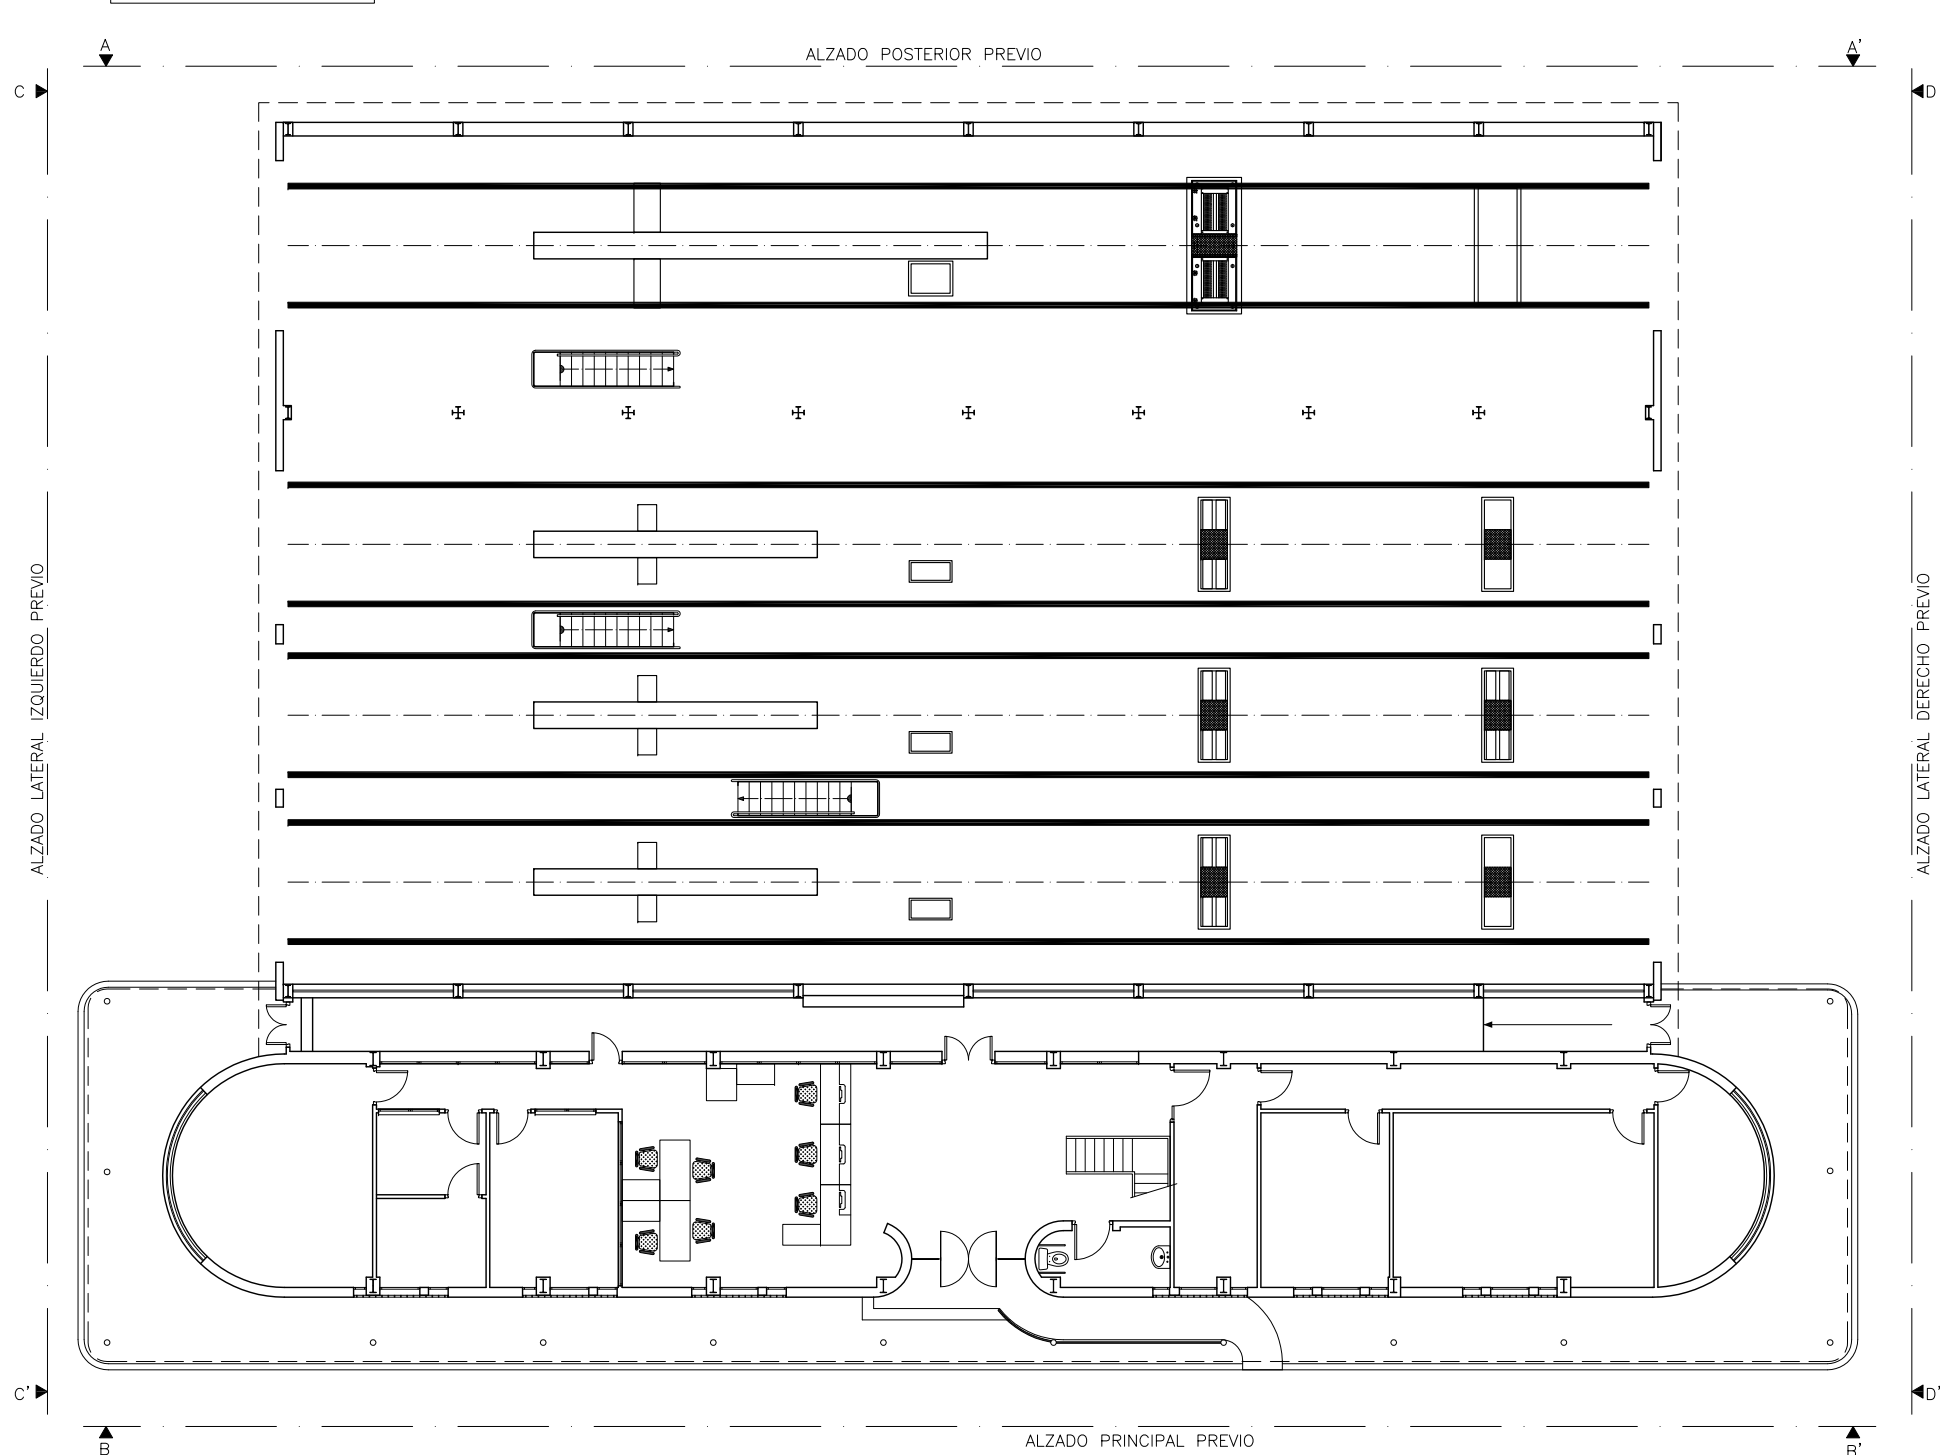 A
ALZADO POSTERIOR PREVIO
A'
C
D
ALZADO LATERAL IZQUIERDO PREVIO
ALZADO LATERAL DERECHO PREVIO
C'
D'
B
ALZADO PRINCIPAL PREVIO
B'